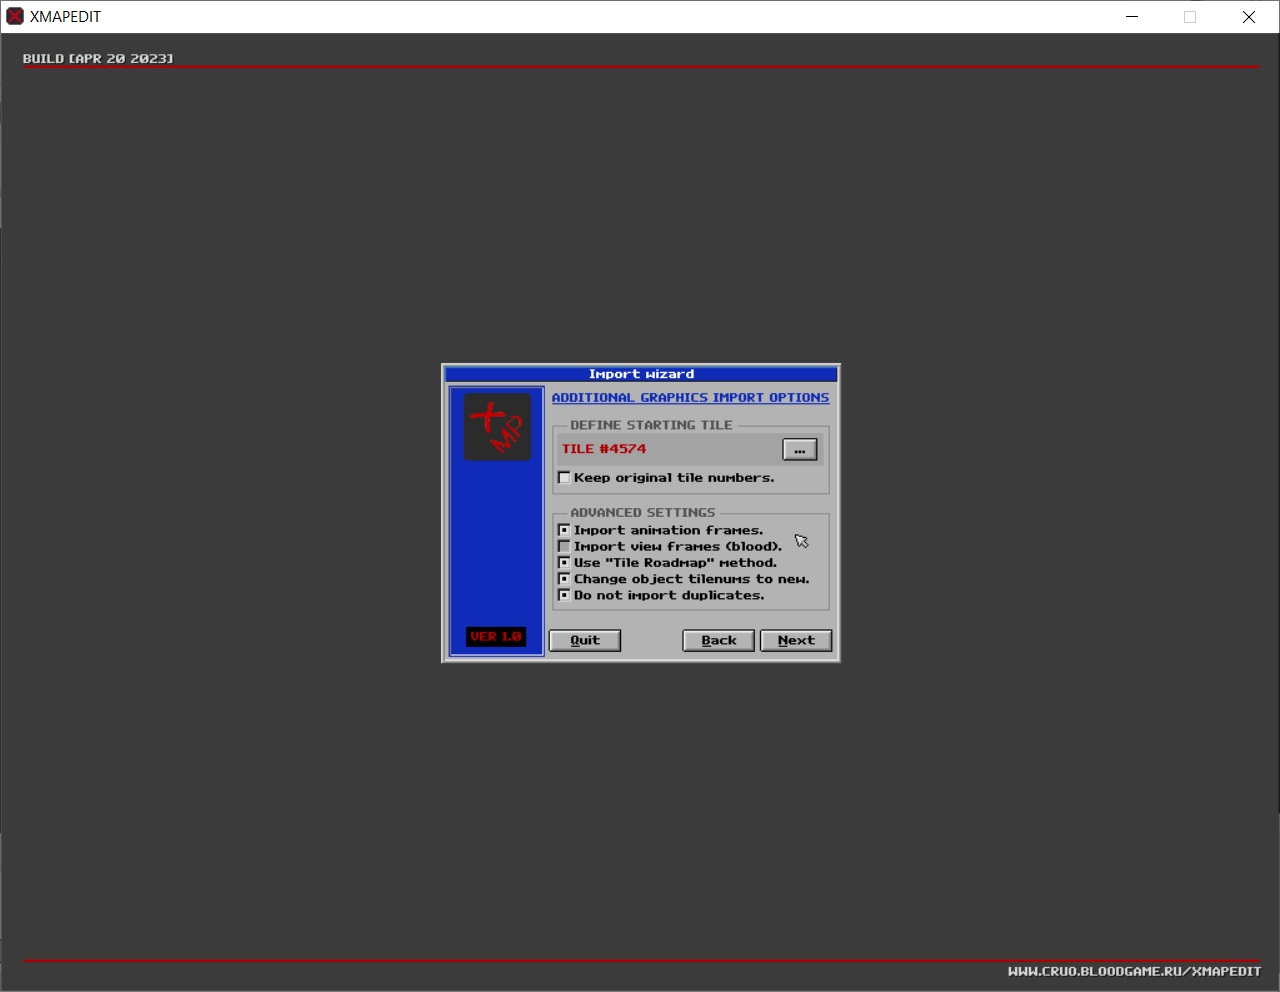 XMAPEDIT
BUILD [APR 20 2023]
Import wizard
MP
ADDITIONAL GRAPHICS IMPORT OPTIONS
DEFINE STARTING TILE
TILE #4574
...
Keep original tile numbers.
ADVANCED SETTINGS
Import animation frames.
Import view frames (blood).
Use "Tile Roadmap" method.
Change object tilenums to new.
Do not import duplicates.
VER 1.0
Quit
Back
Next
WWW.CRUO.BLOODGAME.RU/XMAPEDIT